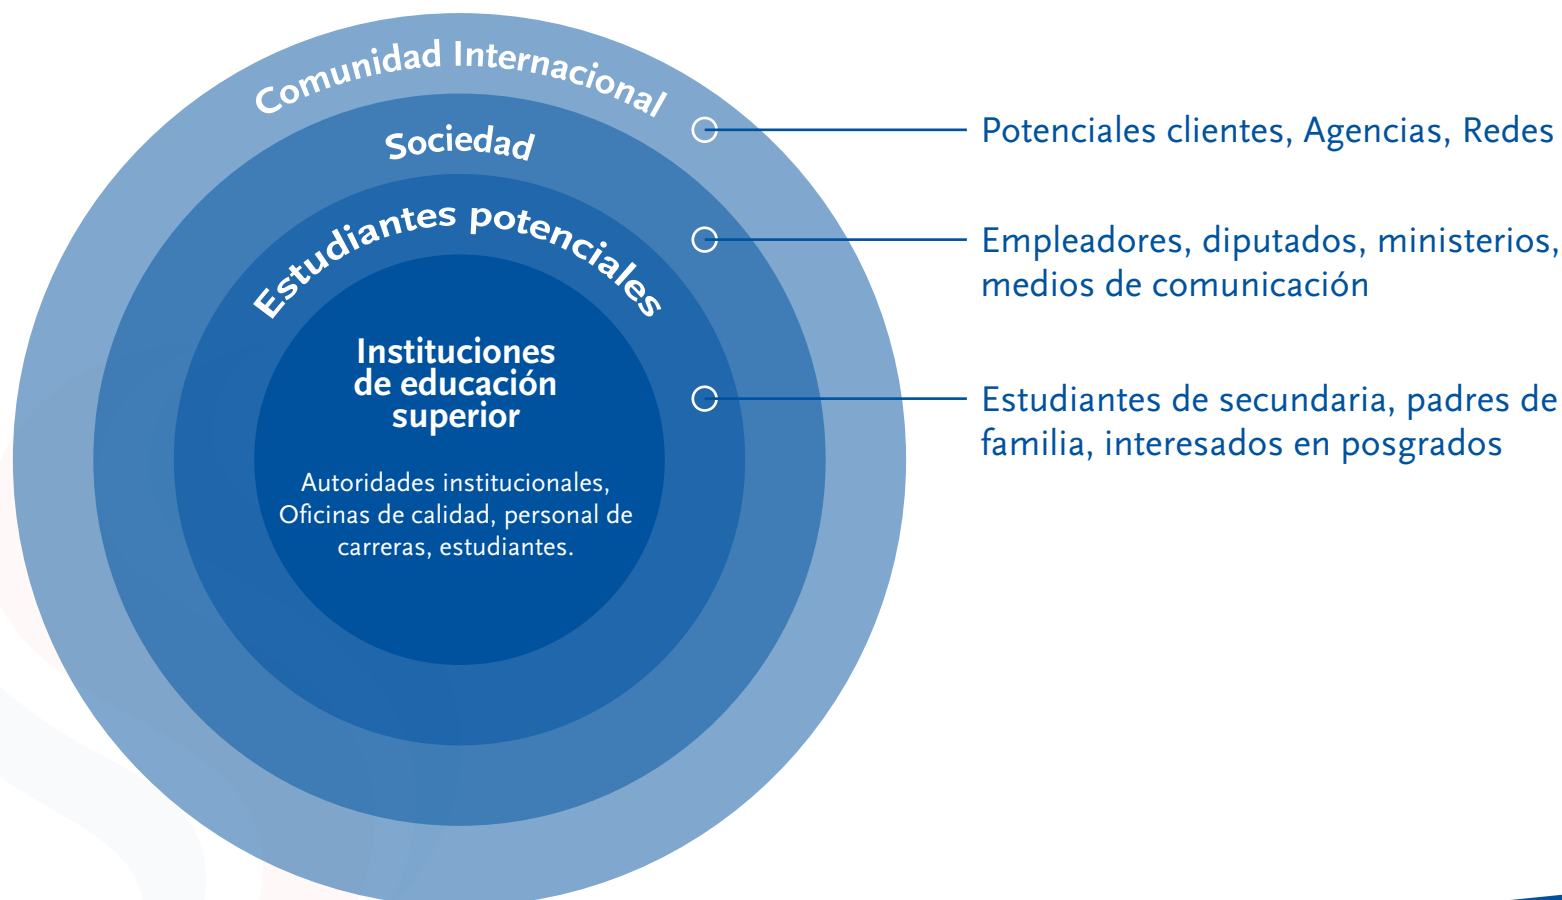 Comunidad Internacional
Sociedad
Estudiantes potenciales
Instituciones
de educación
superior
Autoridades institucionales,
Oficinas de calidad, personal de
carreras, estudiantes.
Potenciales clientes, Agencias, Redes
Empleadores, diputados, ministerios,
medios de comunicación
Estudiantes de secundaria, padres de
familia, interesados en posgrados